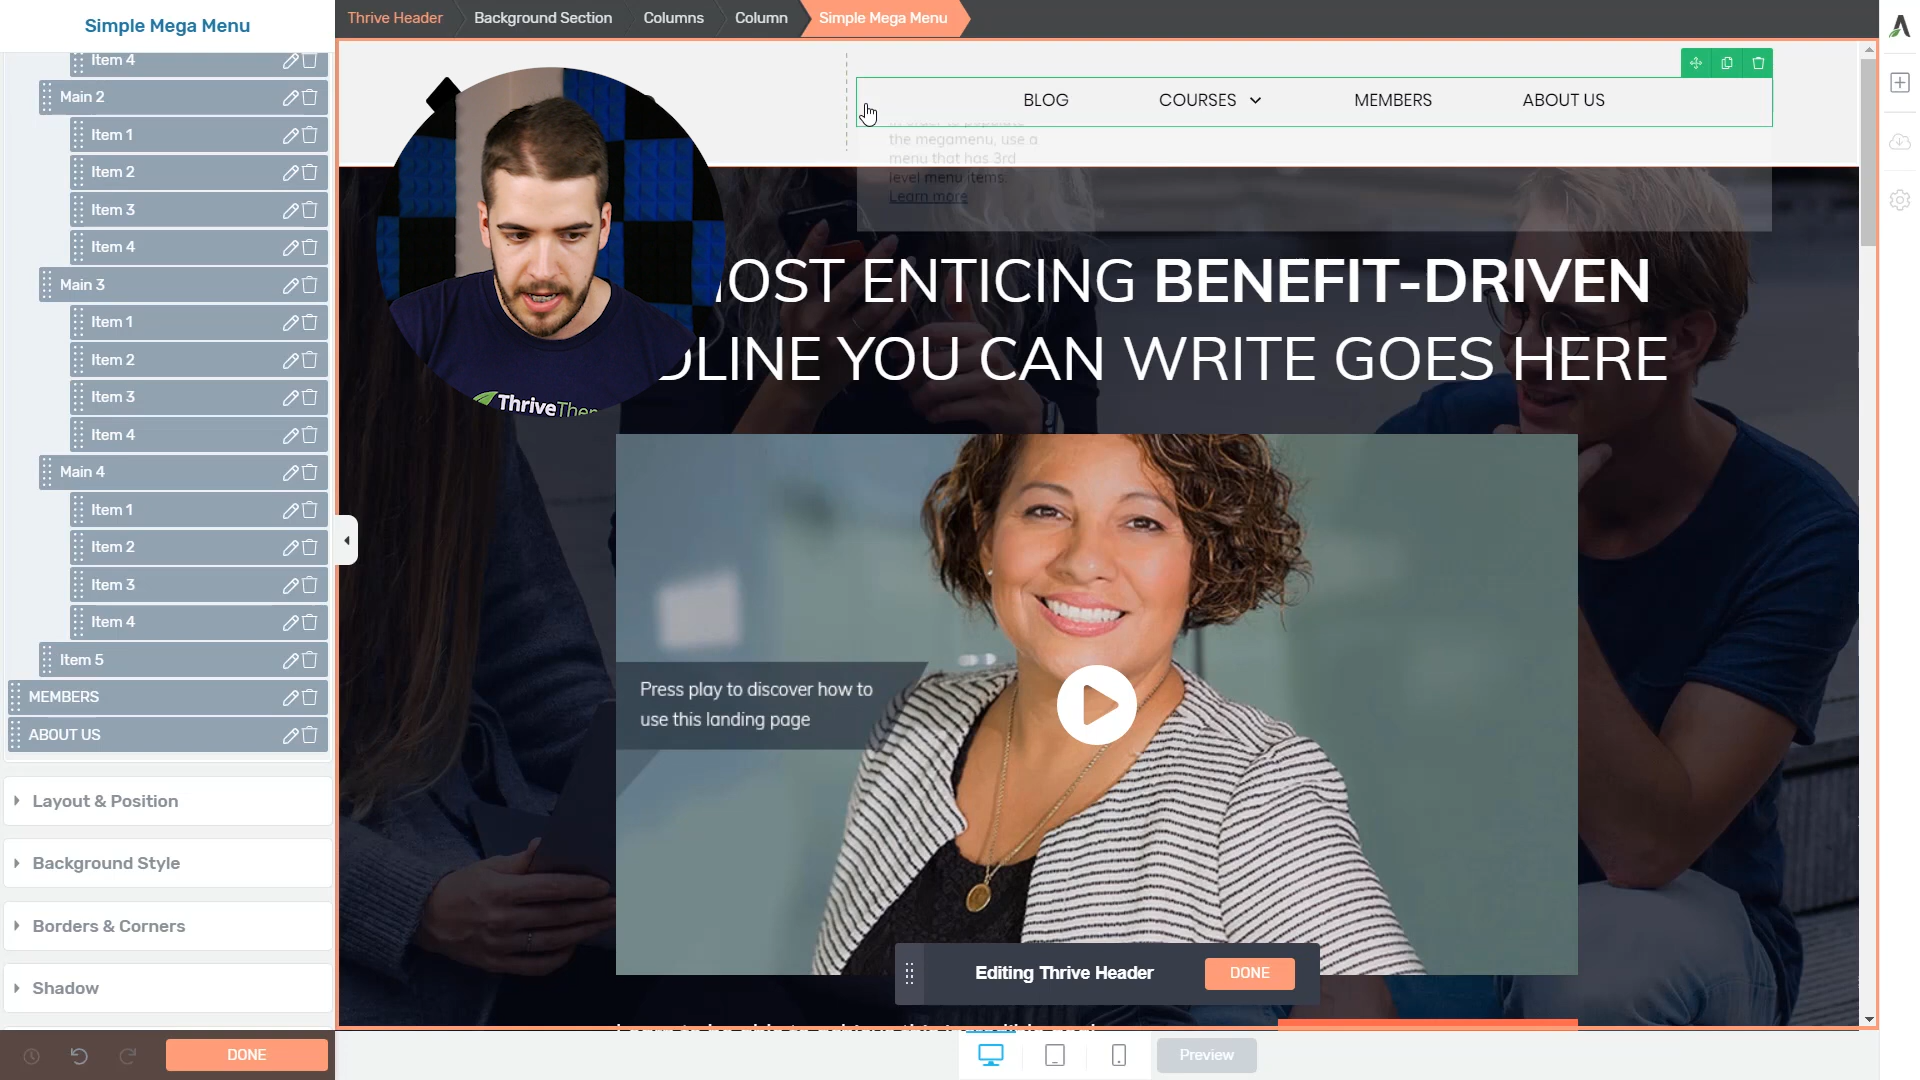 Simple Mega Menu
Thrive Header
Background Section
Columns
Column
Simple Mega Menu
Item 4
Main 2
Item 1
Item 2
Item 3
Item 4
Main 3
Item 1
Item 2
Item 3
Item 4
Main 4
Item 1
Item 2
Item 3
Item 4
Item 5
MEMBERS
ABOUT US
Layout & Position
Background Style
Borders & Corners
Shadow
DONE
BLOG
COURSES
MEMBERS
ABOUT US
the megamenu, use a
menu that has 3rd
level menu items.
Learn more
OST ENTICING BENEFIT-DRIVEN
DLINE YOU CAN WRITE GOES HERE
ThriveThe
Press play to discover how to
use this landing page
Editing Thrive Header
DONE
Preview